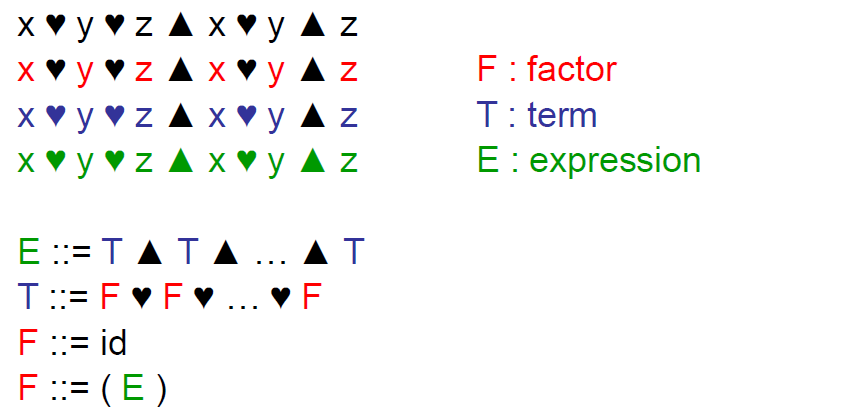 x ♥ y ♥ z ▲ x ♥ y ▲ z
x ♥ y ♥ z ▲ x ♥ y ▲ z F : factor
x ♥ y ♥ z ▲ x ♥ y ▲ z T : term
x ♥ y ♥ z ▲ x ♥ y ▲ z E : expression
E ::= T ▲ T ▲ … ▲ T
T ::= F ♥ F ♥ … ♥ F
F ::= id
F ::= ( E )